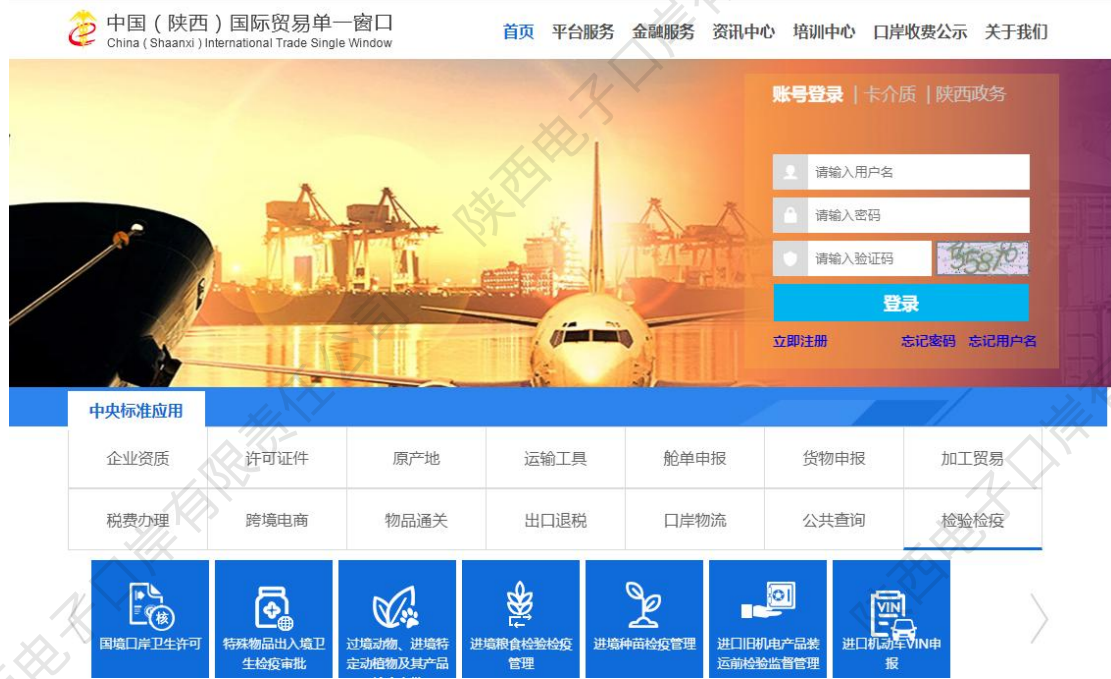 中国（陕西）国际贸易单一窗口
China (Shaanxi) International Trade Single Window
首页 平台服务 金融服务 资讯中心 培训中心 口岸收费公示 关于我们
账号登录 | 卡介质 | 陕西政务
请输入用户名
请输入密码
请输入验证码
登录
立即注册 忘记密码 忘记用户名
中央标准应用
企业资质 许可证件 原产地 运输工具 舱单申报 货物申报 加工贸易
税费办理 跨境电商 物品通关 出口退税 口岸物流 公共查询 检验检疫
核
VIN
国境口岸卫生许可
特殊物品出入境卫
生检疫审批
过境动物、进境特
定动植物及其产品
进境粮食检验检疫
管理
进境种苗检疫管理
进口旧机电产品装
运前检验监督管理
进口机动车VIN申
报
陕西电子口岸有限责任公司